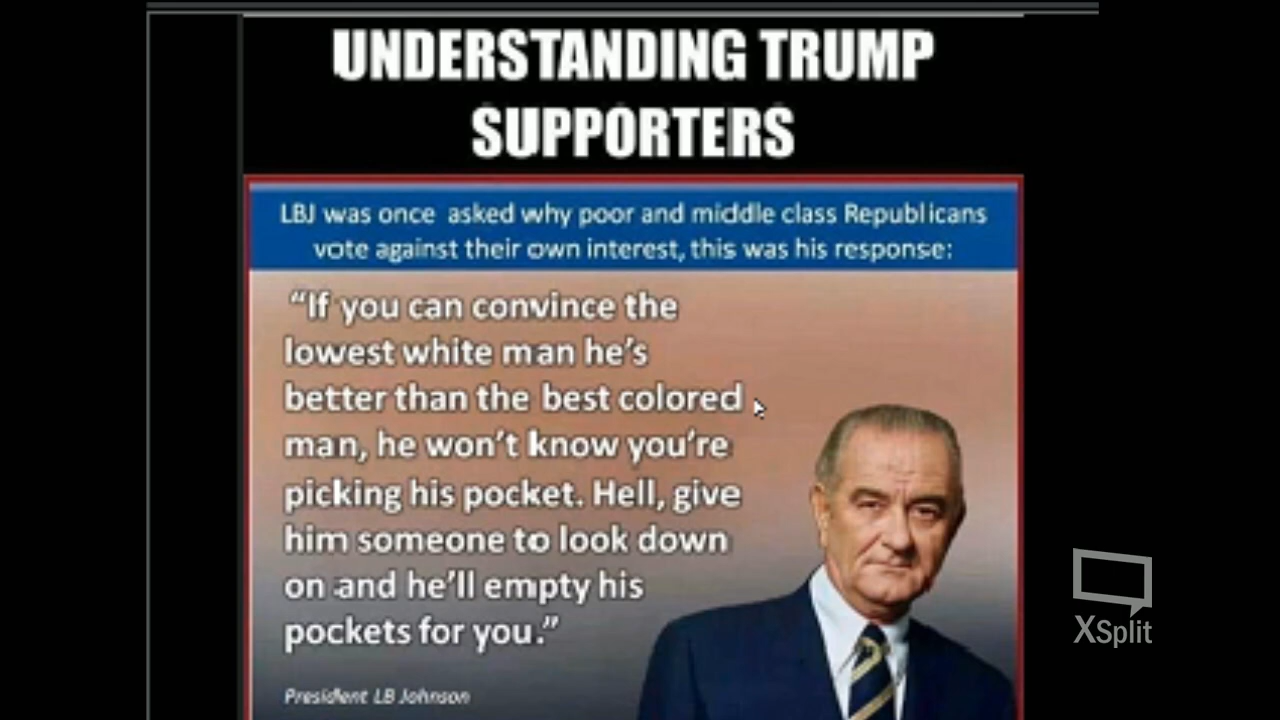 UNDERSTANDING TRUMP
SUPPORTERS
LBJ was once asked why poor and middle class Republicans
vote against their own interest, this was his response:
“If you can convince the
lowest white man he’s
better than the best colored
man, he won’t know you’re
picking his pocket. Hell, give
him someone to look down
on and he’ll empty his
pockets for you.”
President LB Johnson
XSplit